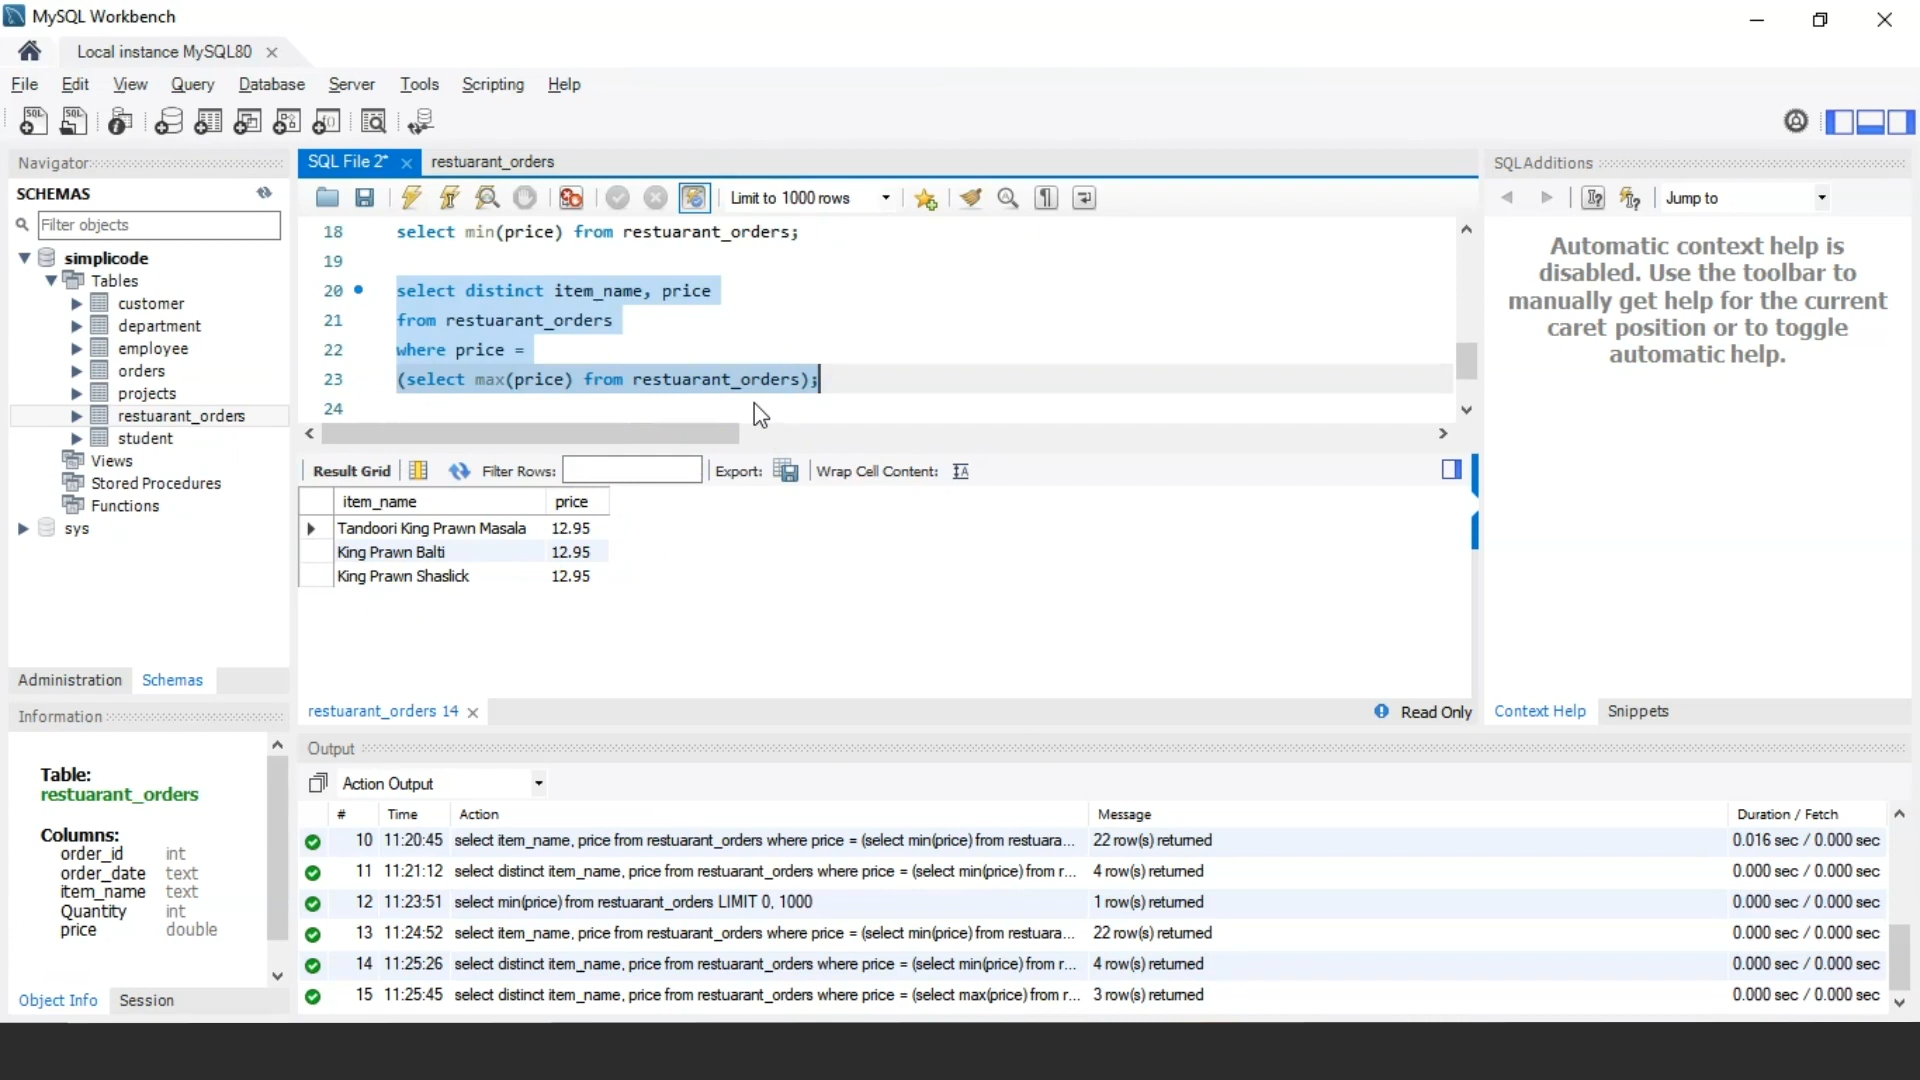 MySQL Workbench
Local instance MySQL80
File Edit View Query Database Server Tools Scripting Help
Navigator
SCHEMAS
Filter objects
simplicode
Tables
customer
department
employee
orders
projects
restuarant_orders
student
Views
Stored Procedures
Functions
sys
Administration Schemas
Information
Table:
restuarant_orders
Columns:
order_id int
order_date text
item_name text
Quantity int
price double
Object Info Session
SQL File 2* restuarant_orders
Limit to 1000 rows
18 select min(price) from restuarant_orders;
19
20 select distinct item_name, price
21 from restuarant_orders
22 where price =
23 (select max(price) from restuarant_orders);
24
Result Grid Filter Rows: Export: Wrap Cell Content:
item_name price
Tandoori King Prawn Masala 12.95
King Prawn Balti 12.95
King Prawn Shaslick 12.95
restuarant_orders 14 Read Only
Output
Action Output
# Time Action Message Duration / Fetch
10 11:20:45 select item_name, price from restuarant_orders where price = (select min(price) from restuara... 22 row(s) returned 0.016 sec / 0.000 sec
11 11:21:12 select distinct item_name, price from restuarant_orders where price = (select min(price) from r... 4 row(s) returned 0.000 sec / 0.000 sec
12 11:23:51 select min(price) from restuarant_orders LIMIT 0, 1000 1 row(s) returned 0.000 sec / 0.000 sec
13 11:24:52 select item_name, price from restuarant_orders where price = (select min(price) from restuara... 22 row(s) returned 0.000 sec / 0.000 sec
14 11:25:26 select distinct item_name, price from restuarant_orders where price = (select min(price) from r... 4 row(s) returned 0.000 sec / 0.000 sec
15 11:25:45 select distinct item_name, price from restuarant_orders where price = (select max(price) from r... 3 row(s) returned 0.000 sec / 0.000 sec
SQLAdditions
Jump to
Automatic context help is
disabled. Use the toolbar to
manually get help for the current
caret position or to toggle
automatic help.
Context Help Snippets